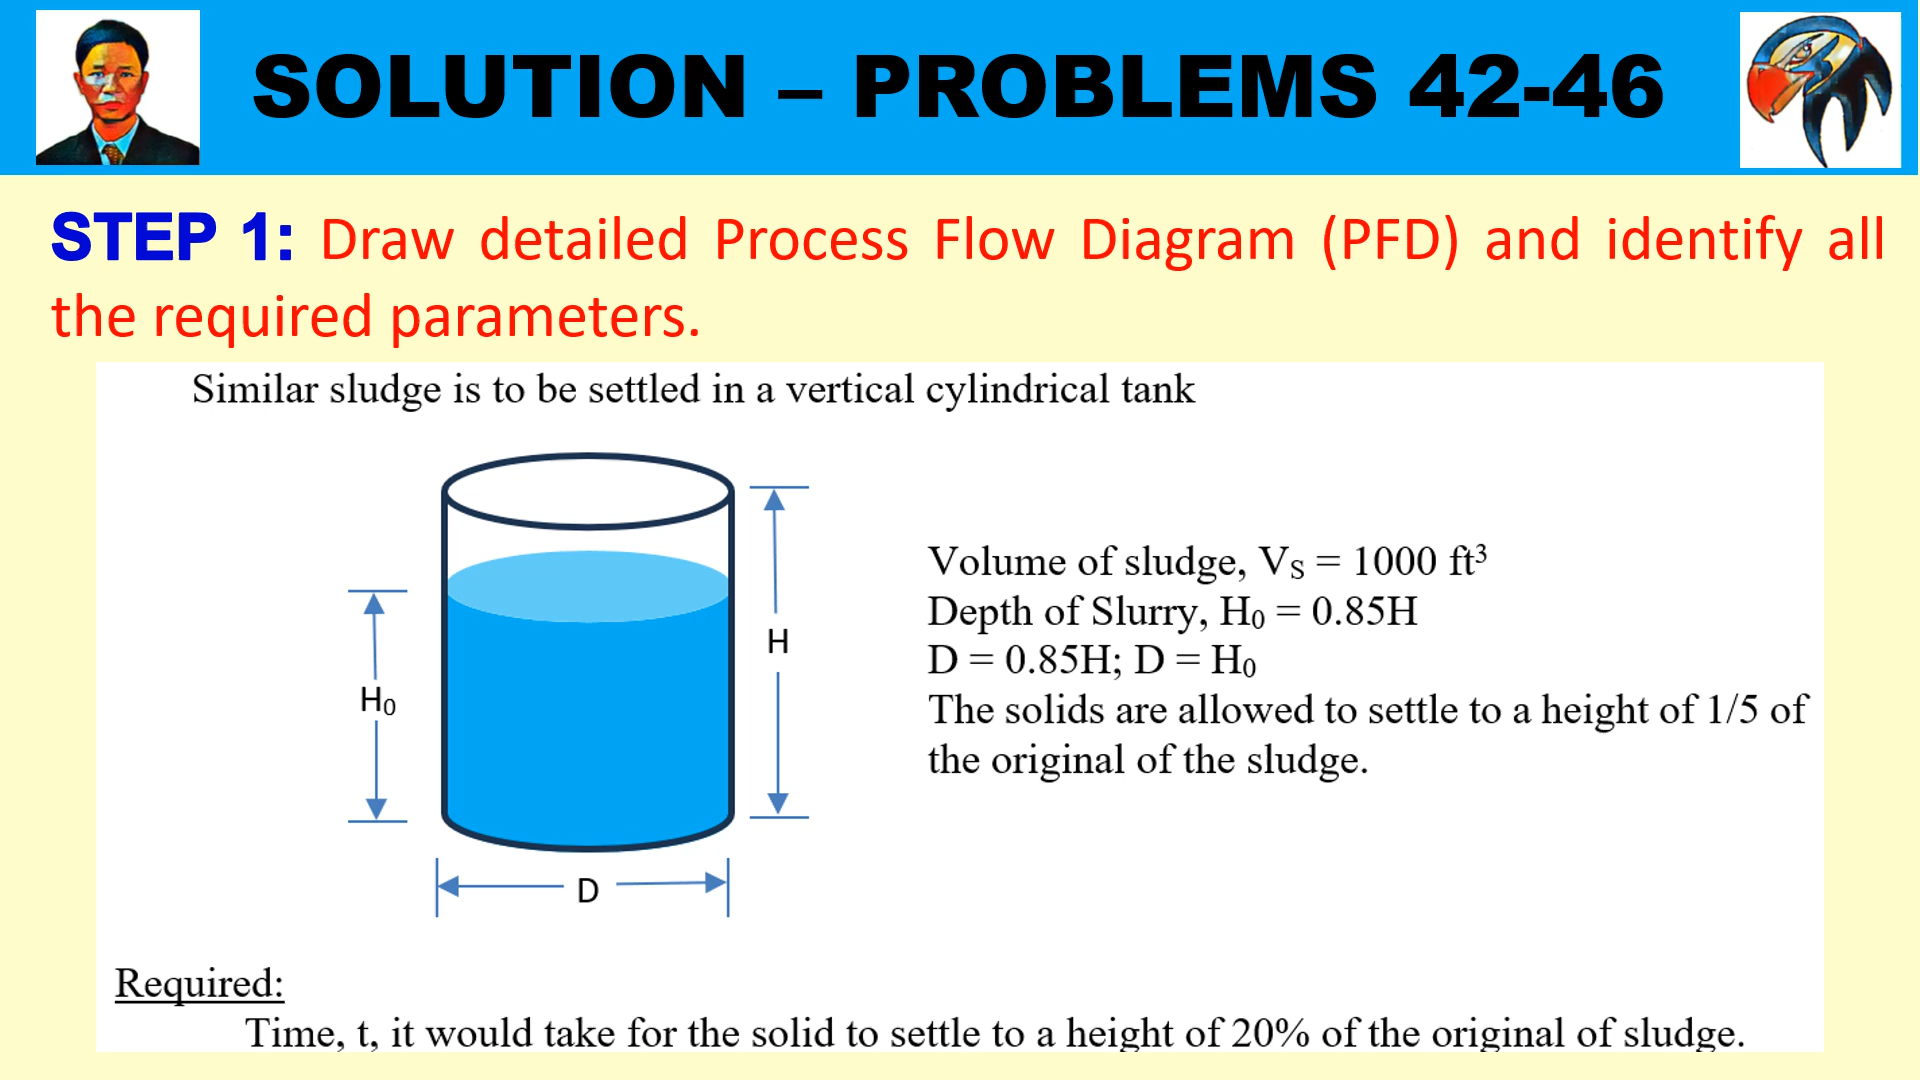 SOLUTION – PROBLEMS 42-46
STEP 1: Draw detailed Process Flow Diagram (PFD) and identify all
the required parameters.
Similar sludge is to be settled in a vertical cylindrical tank
H
H₀
D
Volume of sludge, Vₛ = 1000 ft³
Depth of Slurry, H₀ = 0.85H
D = 0.85H; D = H₀
The solids are allowed to settle to a height of 1/5 of
the original of the sludge.
Required:
Time, t, it would take for the solid to settle to a height of 20% of the original of sludge.